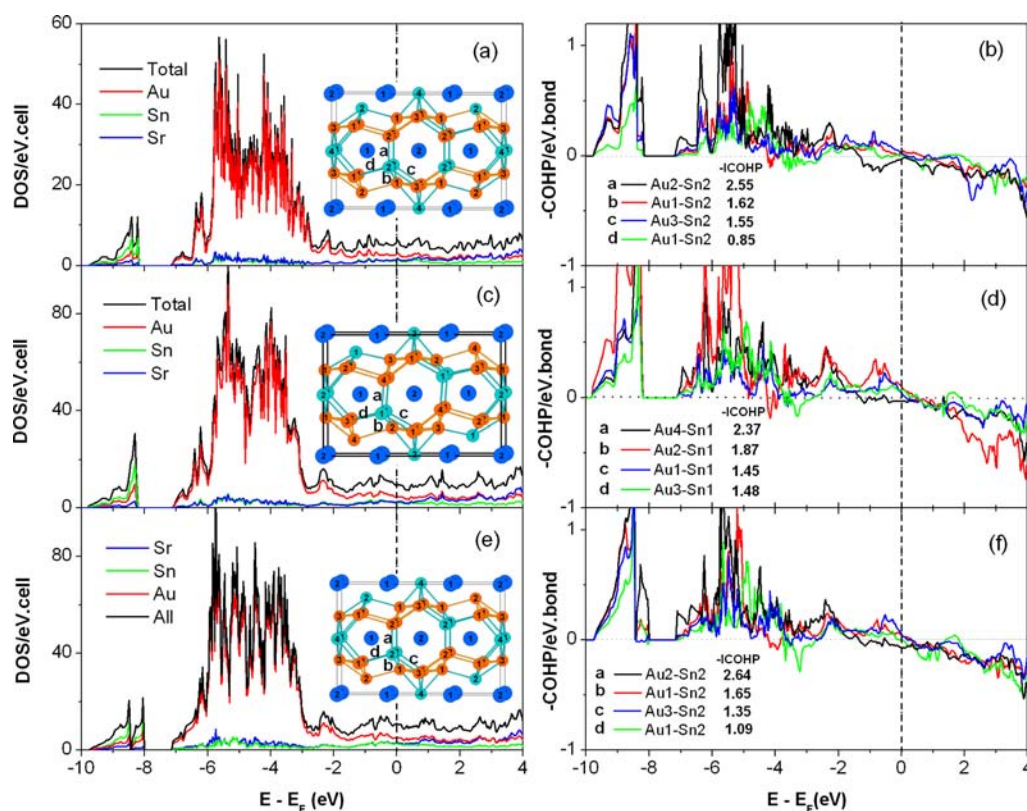 (a)
60
40
20
0
DOS/eV.cell
Total
Au
Sn
Sr
a
d
b
c
(b)
1
0
-1
-COHP/eV.bond
-ICOHP
a Au2-Sn2 2.55
b Au1-Sn2 1.62
c Au3-Sn2 1.55
d Au1-Sn2 0.85
(c)
80
40
0
DOS/eV.cell
Total
Au
Sn
Sr
a
d
b
c
(d)
1
0
-1
-COHP/eV.bond
-ICOHP
a Au4-Sn1 2.37
b Au2-Sn1 1.87
c Au1-Sn1 1.45
d Au3-Sn1 1.48
(e)
80
40
0
DOS/eV.cell
Sr
Sn
Au
All
a
d
b
c
-10 -8 -6 -4 -2 0 2 4
E - E_F (eV)
(f)
1
0
-1
-COHP/eV.bond
-ICOHP
a Au2-Sn2 2.64
b Au1-Sn2 1.65
c Au3-Sn2 1.35
d Au1-Sn2 1.09
-10 -8 -6 -4 -2 0 2 4
E - E_F(eV)